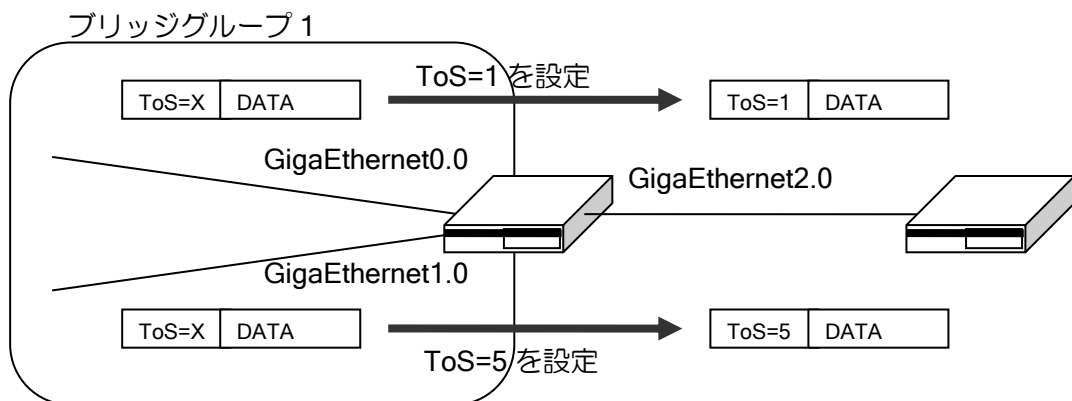 ブリッジグループ 1
ToS=1 を設定
ToS=X DATA
ToS=1 DATA
GigaEthernet0.0
GigaEthernet2.0
GigaEthernet1.0
ToS=X DATA
ToS=5 DATA
ToS=5 を設定